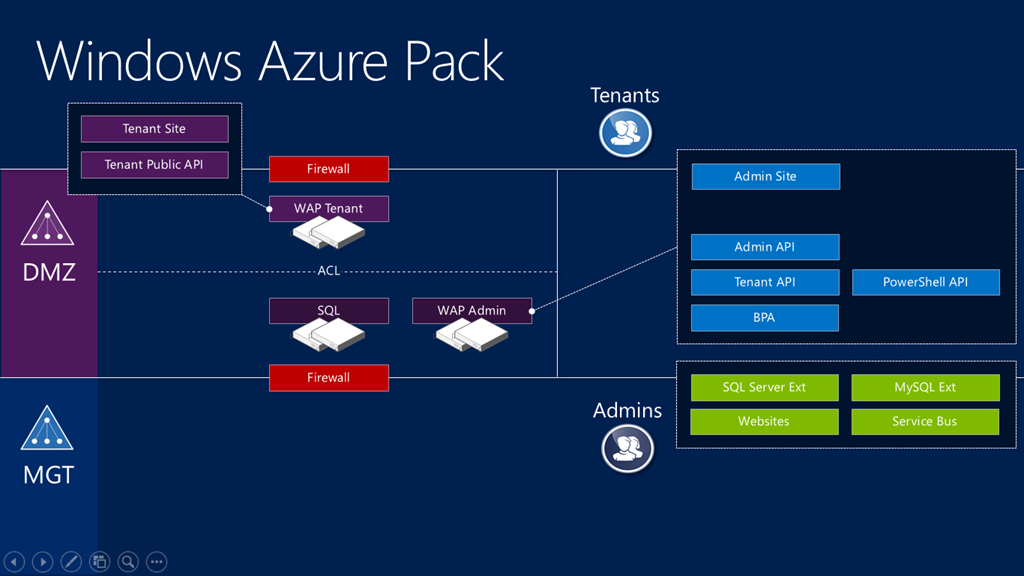 Windows Azure Pack
Tenants
Tenant Site
Tenant Public API
Firewall
WAP Tenant
DMZ
ACL
SQL
WAP Admin
Firewall
Admin Site
Admin API
Tenant API
PowerShell API
BPA
SQL Server Ext
MySQL Ext
Websites
Service Bus
Admins
MGT